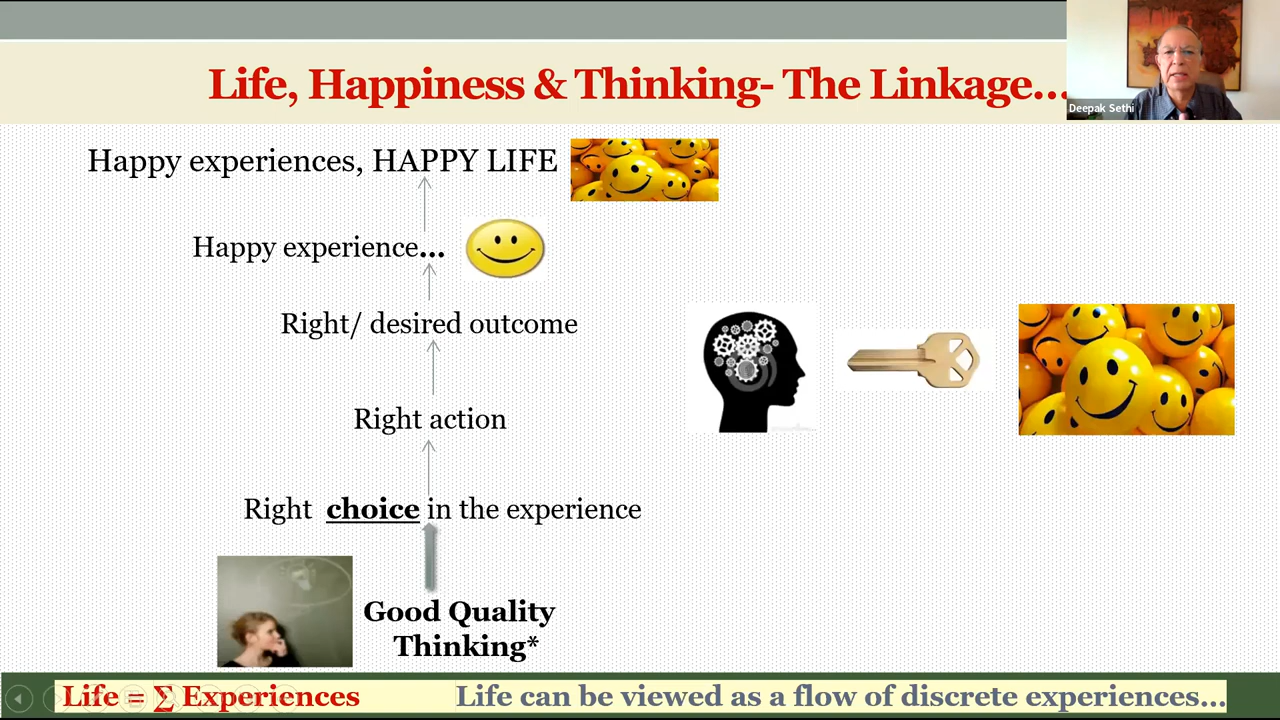 Life, Happiness & Thinking- The Linkage...
Deepak Sethi
Happy experiences, HAPPY LIFE
Happy experience...
Right/ desired outcome
Right action
Right choice in the experience
Good Quality
Thinking*
Life = ∑ Experiences
Life can be viewed as a flow of discrete experiences...